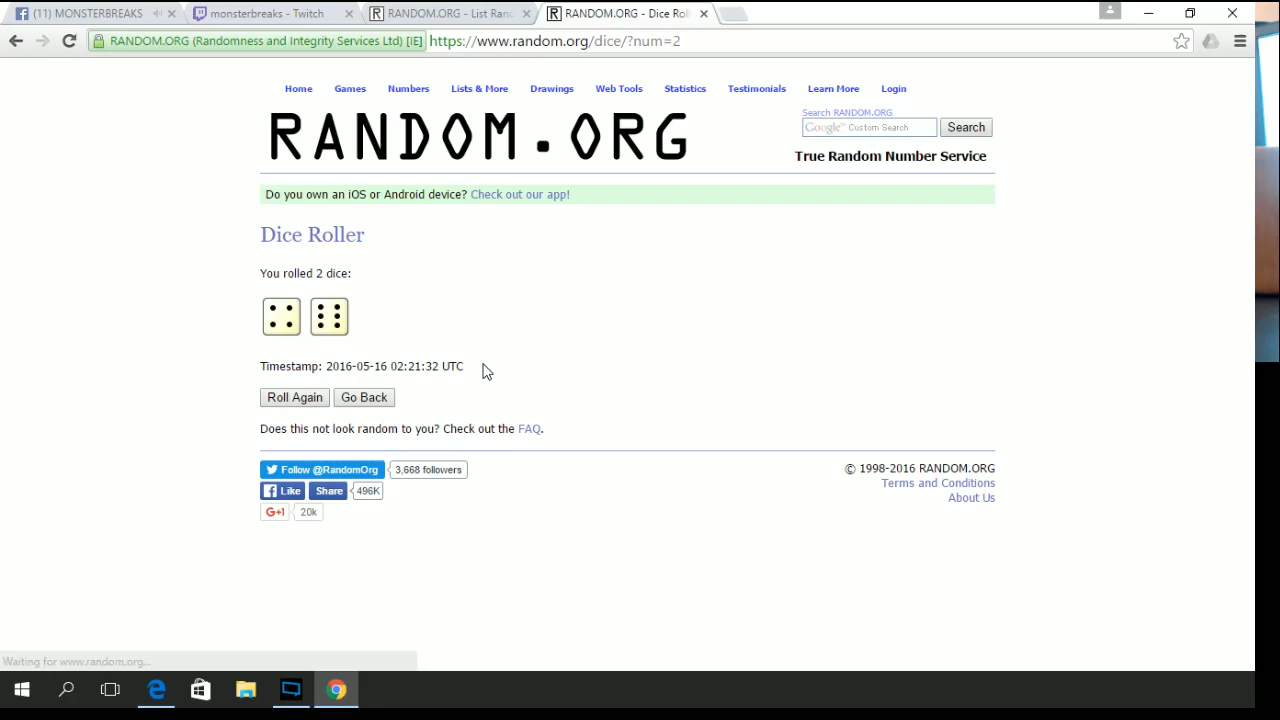 (11) MONSTERBREAKS
monsterbreaks - Twitch
RANDOM.ORG - List Ran
RANDOM.ORG - Dice Rol
RANDOM.ORG (Randomness and Integrity Services Ltd) [IE]
https://www.random.org/dice/?num=2
Home Games Numbers Lists & More Drawings Web Tools Statistics Testimonials Learn More Login
RANDOM.ORG
Search RANDOM.ORG
Google™ Custom Search
Search
True Random Number Service
Do you own an iOS or Android device? Check out our app!
Dice Roller
You rolled 2 dice:
Timestamp: 2016-05-16 02:21:32 UTC
Roll Again Go Back
Does this not look random to you? Check out the FAQ.
Follow @RandomOrg 3,668 followers
Like Share 496K
G+1 20k
© 1998-2016 RANDOM.ORG
Terms and Conditions
About Us
Waiting for www.random.org...